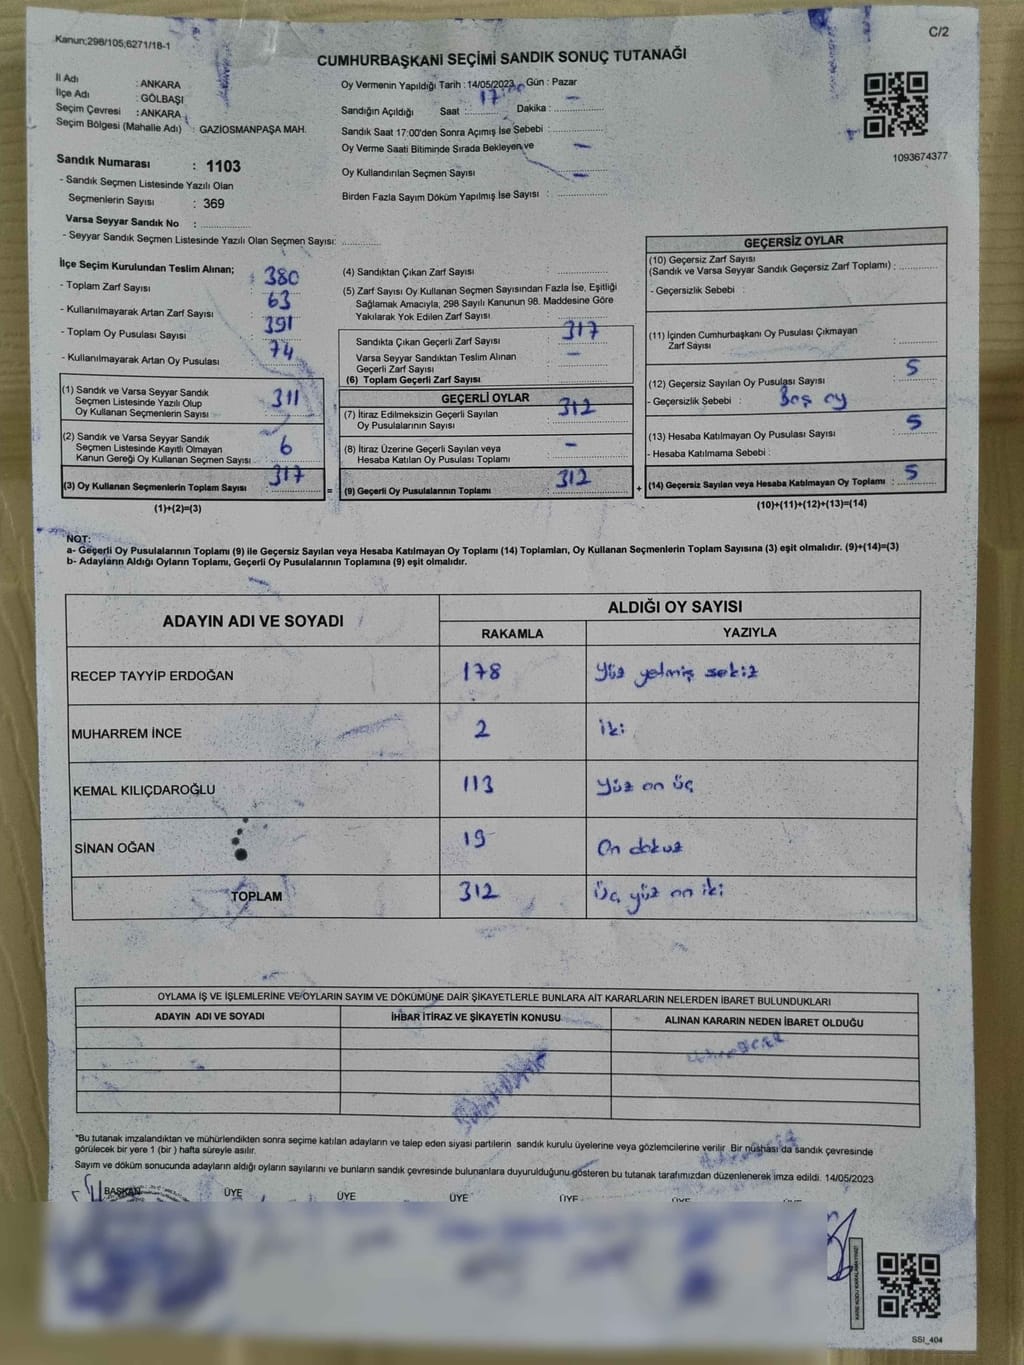 Kanun;298/105;6271/18-1
C/2
CUMHURBAŞKANI SEÇİMİ SANDIK SONUÇ TUTANAĞI
İl Adı : ANKARA
İlçe Adı : GÖLBAŞI
Seçim Çevresi : ANKARA
Seçim Bölgesi (Mahalle Adı) : GAZİOSMANPAŞA MAH.
Oy Vermenin Yapıldığı Tarih : 14/05/2023 Gün : Pazar
Sandığın Açıldığı Saat : 17 Dakika : –
Sandık Saat 17:00'den Sonra Açımış İse Sebebi :
Oy Verme Saati Bitiminde Sırada Bekleyen ve –
Oy Kullandırılan Seçmen Sayısı : –
Birden Fazla Sayım Döküm Yapılmış İse Sayısı :
1093674377
Sandık Numarası : 1103
- Sandık Seçmen Listesinde Yazılı Olan
Seçmenlerin Sayısı : 369
Varsa Seyyar Sandık No :
- Seyyar Sandık Seçmen Listesinde Yazılı Olan Seçmen Sayısı:
İlçe Seçim Kurulundan Teslim Alınan;
- Toplam Zarf Sayısı : 380
- Kullanılmayarak Artan Zarf Sayısı : 63
- Toplam Oy Pusulası Sayısı : 391
- Kullanılmayarak Artan Oy Pusulası : 74
(1) Sandık ve Varsa Seyyar Sandık
Seçmen Listesinde Yazılı Olup
Oy Kullanan Seçmenlerin Sayısı : 311
(2) Sandık ve Varsa Seyyar Sandık
Seçmen Listesinde Kayıtlı Olmayan
Kanun Gereği Oy Kullanan Seçmen Sayısı : 6
(3) Oy Kullanan Seçmenlerin Toplam Sayısı : 317
(1)+(2)=(3)
(4) Sandıktan Çıkan Zarf Sayısı :
(5) Zarf Sayısı Oy Kullanan Seçmen Sayısından Fazla İse, Eşitliği
Sağlamak Amacıyla, 298 Sayılı Kanunun 98. Maddesine Göre
Yakılarak Yok Edilen Zarf Sayısı :
Sandıkta Çıkan Geçerli Zarf Sayısı : 317
Varsa Seyyar Sandıktan Teslim Alınan
Geçerli Zarf Sayısı : –
(6) Toplam Geçerli Zarf Sayısı :
GEÇERLİ OYLAR
(7) İtiraz Edilmeksizin Geçerli Sayılan
Oy Pusulalarının Sayısı : 312
(8) İtiraz Üzerine Geçerli Sayılan veya
Hesaba Katılan Oy Pusulası Toplamı : –
= (9) Geçerli Oy Pusulalarının Toplamı : 312 +
GEÇERSİZ OYLAR
(10) Geçersiz Zarf Sayısı
(Sandık ve Varsa Seyyar Sandık Geçersiz Zarf Toplamı) :
- Geçersizlik Sebebi :
(11) İçinden Cumhurbaşkanı Oy Pusulası Çıkmayan
Zarf Sayısı :
(12) Geçersiz Sayılan Oy Pusulası Sayısı : 5
- Geçersizlik Sebebi : Boş oy
(13) Hesaba Katılmayan Oy Pusulası Sayısı : 5
- Hesaba Katılmama Sebebi :
(14) Geçersiz Sayılan veya Hesaba Katılmayan Oy Toplamı : 5
(10)+(11)+(12)+(13)=(14)
NOT:
a- Geçerli Oy Pusulalarının Toplamı (9) ile Geçersiz Sayılan veya Hesaba Katılmayan Oy Toplamı (14) Toplamları, Oy Kullanan Seçmenlerin Toplam Sayısına (3) eşit olmalıdır. (9)+(14)=(3)
b- Adayların Aldığı Oyların Toplamı, Geçerli Oy Pusulalarının Toplamına (9) eşit olmalıdır.
ADAYIN ADI VE SOYADI ALDIĞI OY SAYISI
RAKAMLA YAZIYLA
RECEP TAYYİP ERDOĞAN 178 Yüz yetmiş sekiz
MUHARREM İNCE 2 iki
KEMAL KILIÇDAROĞLU 113 Yüz on üç
SİNAN OĞAN 19 On dokuz
TOPLAM 312 Üç yüz on iki
OYLAMA İŞ VE İŞLEMLERİNE VE OYLARIN SAYIM VE DÖKÜMÜNE DAİR ŞİKAYETLERLE BUNLARA AİT KARARLARIN NELERDEN İBARET BULUNDUKLARI
ADAYIN ADI VE SOYADI İHBAR İTİRAZ VE ŞİKAYETİN KONUSU ALINAN KARARIN NEDEN İBARET OLDUĞU
*Bu tutanak imzalandıktan ve mühürlendikten sonra seçime katılan adayların ve talep eden siyasi partilerin sandık kurulu üyelerine veya gözlemcilerine verilir Bir nüshası da sandık çevresinde
görülecek bir yere 1 (bir ) hafta süreyle asılır.
Sayım ve döküm sonucunda adayların aldığı oyların sayılarını ve bunların sandık çevresinde bulunanlara duyurulduğunu gösteren bu tutanak tarafımızdan düzenlenerek imza edildi. 14/05/2023
BAŞKAN ÜYE ÜYE ÜYE ÜYE ÜYE ÜYE
SSI_404